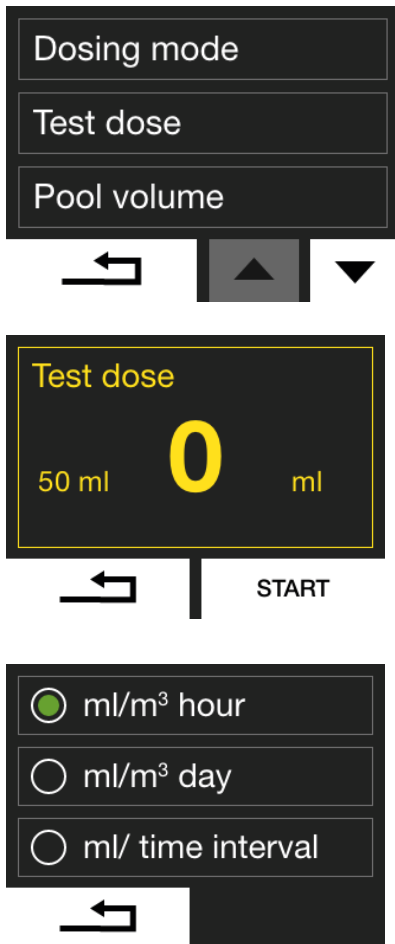 Dosing mode
Test dose
Pool volume
Test dose
50 ml 0 ml
START
ml/m³ hour
ml/m³ day
ml/ time interval